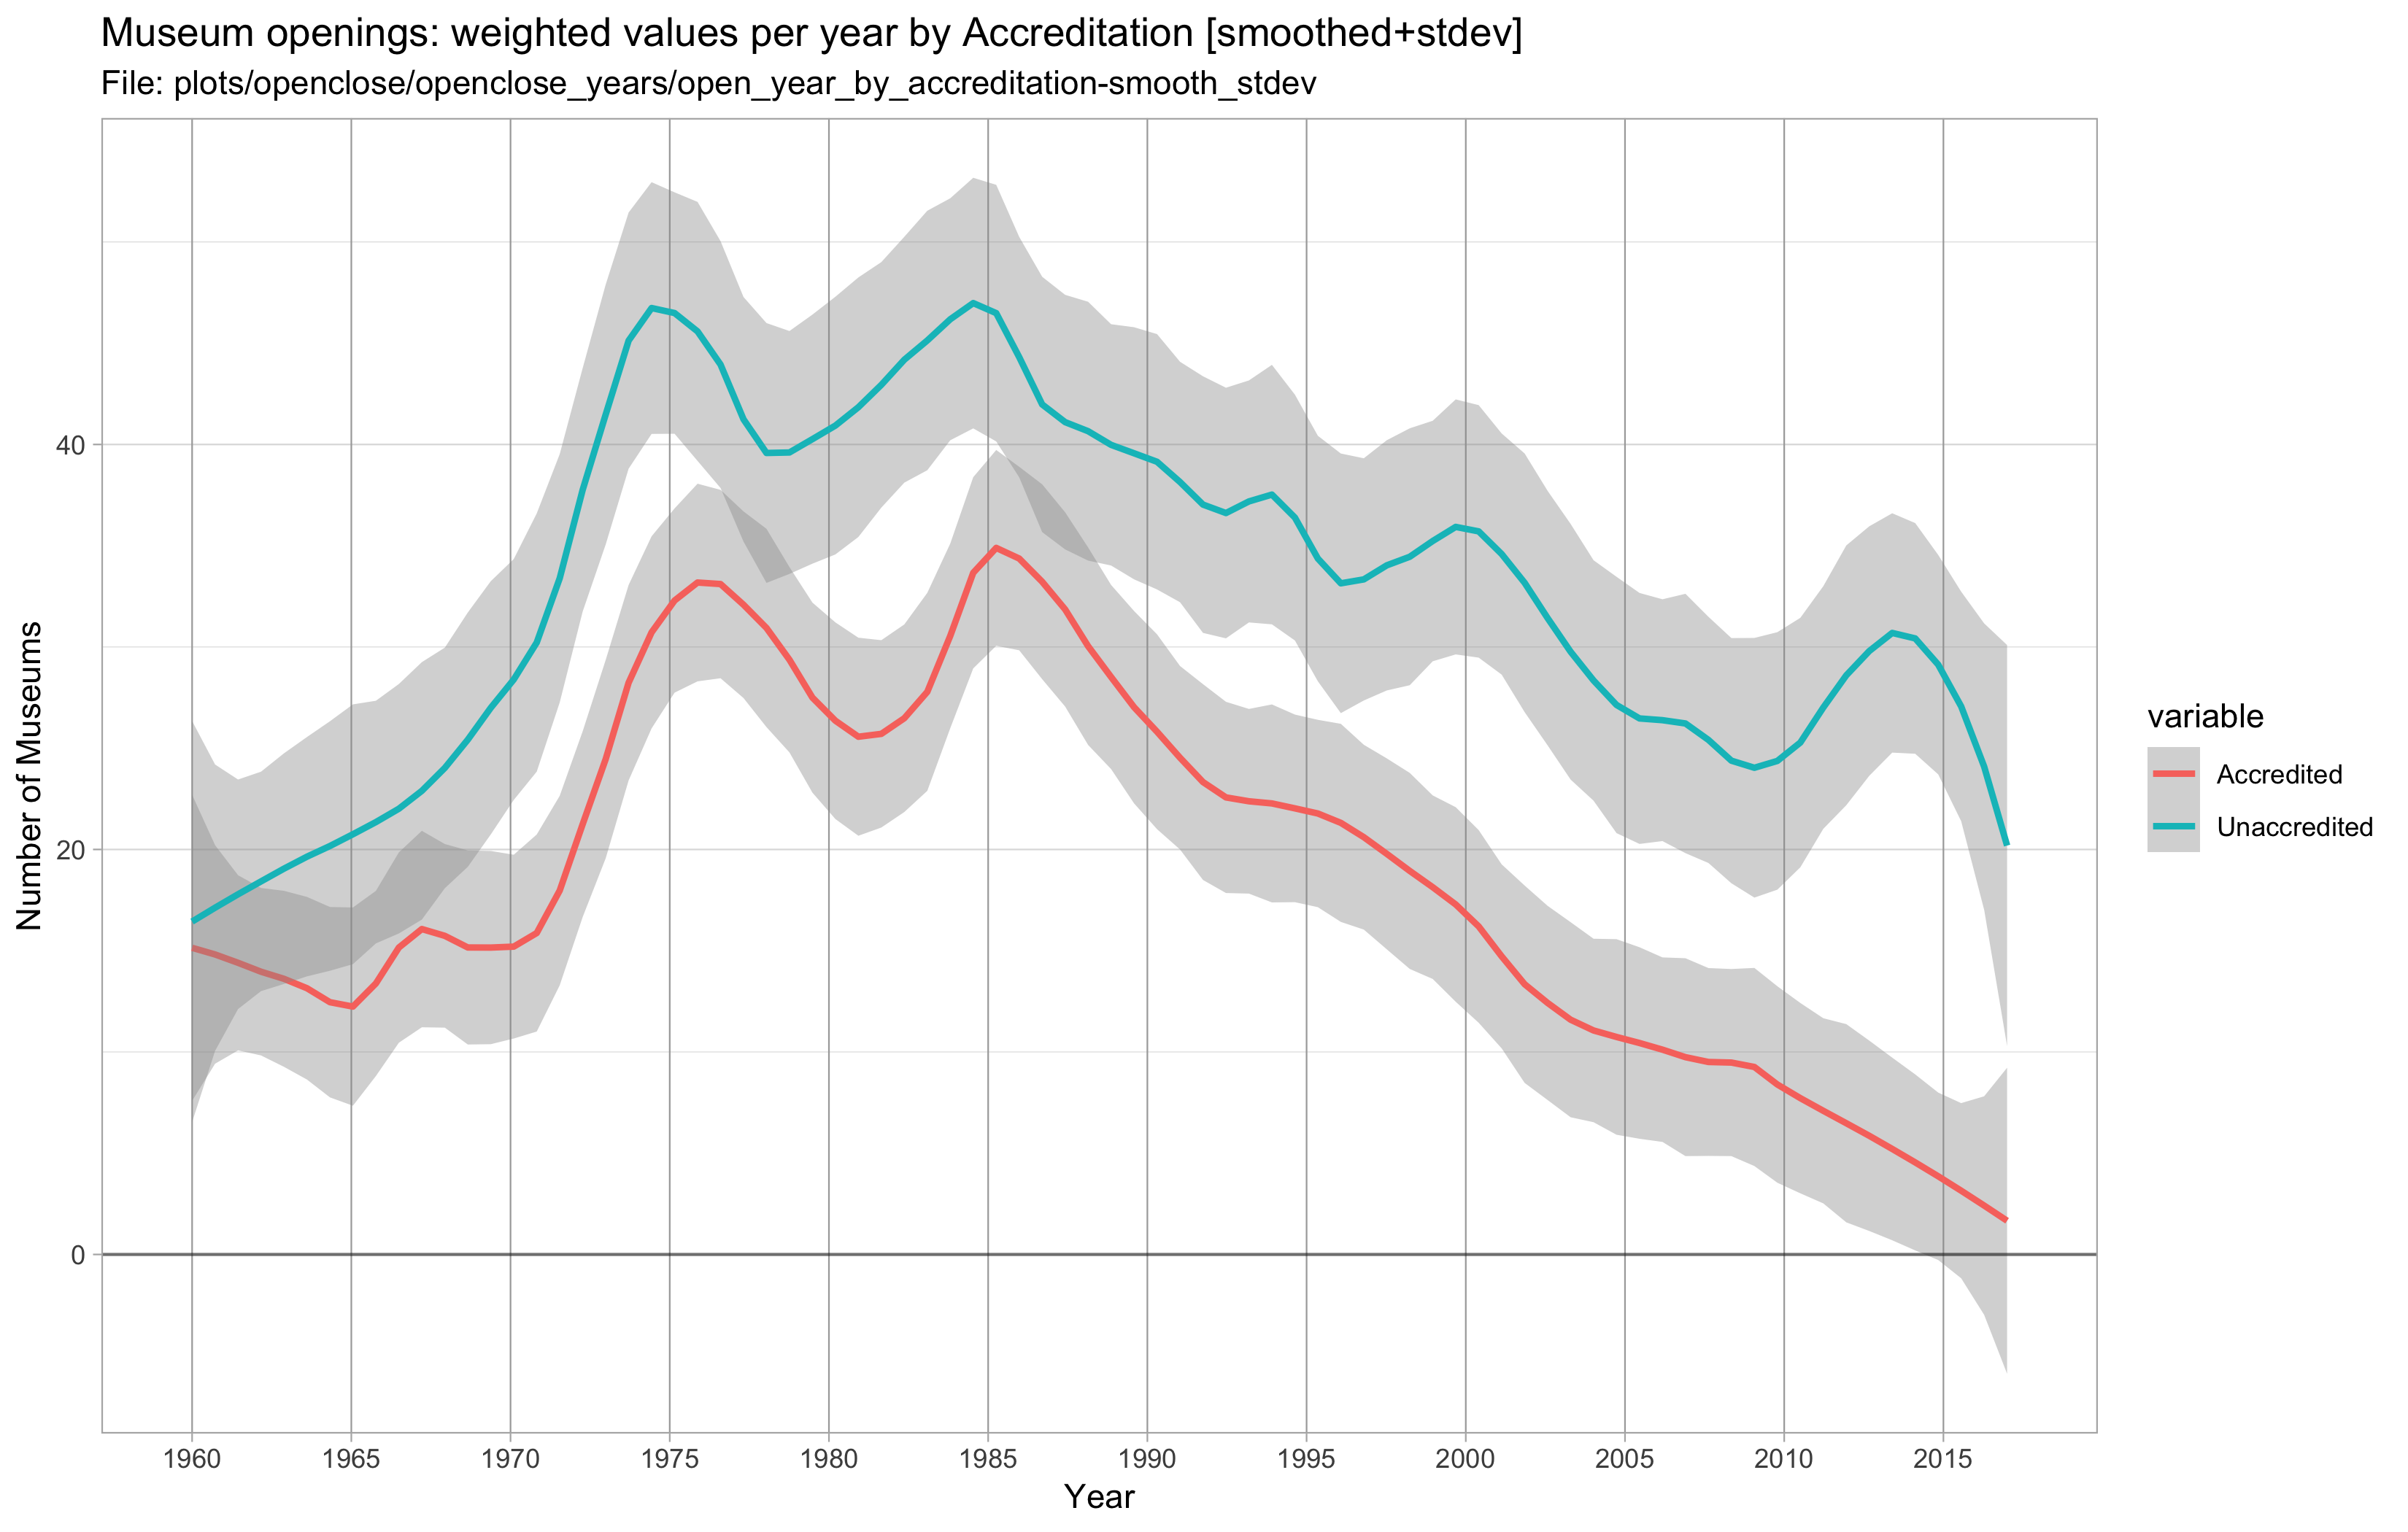 Museum openings: weighted values per year by Accreditation [smoothed+stdev]
File: plots/openclose/openclose_years/open_year_by_accreditation-smooth_stdev
Number of Museums
40
20
0
1960 1965 1970 1975 1980 1985 1990 1995 2000 2005 2010 2015
Year
variable
Accredited
Unaccredited